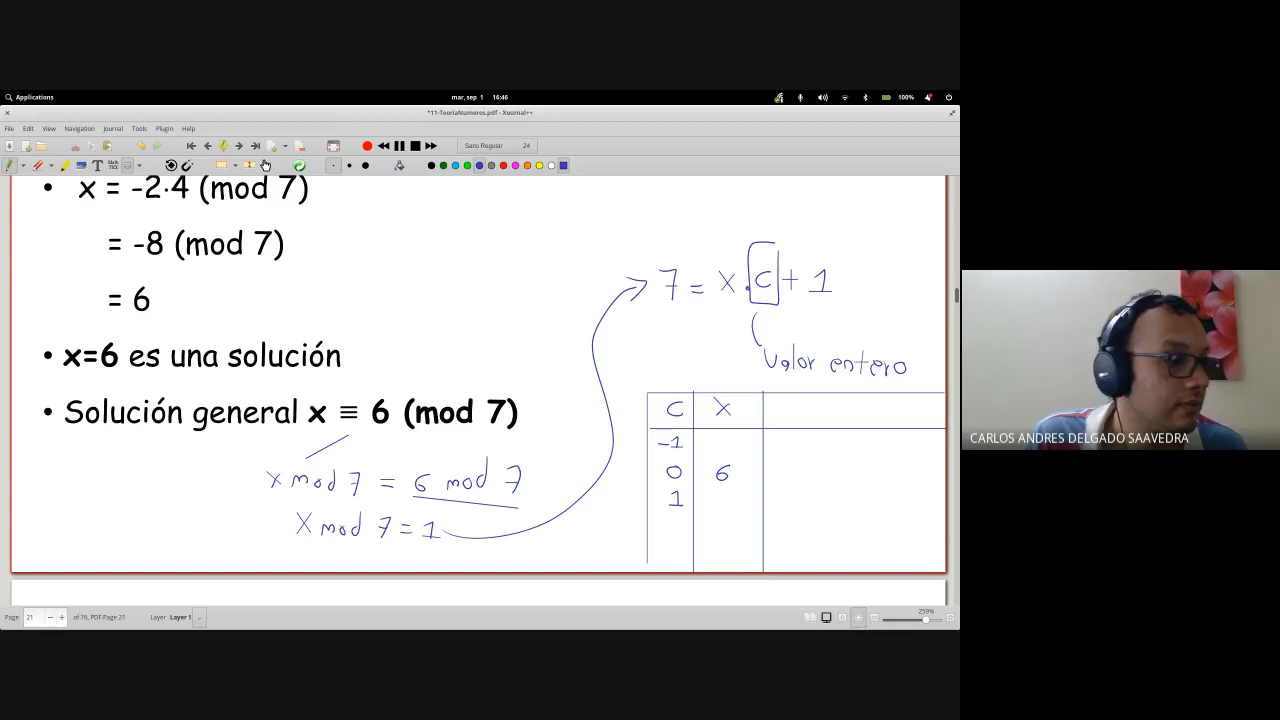 Applications
mar, sep 1 16:46
100%
*11-TeoriaNumeros.pdf - Xournal++
File Edit View Navigation Journal Tools Plugin Help
Sans Regular 24
• x = -2·4 (mod 7)
= -8 (mod 7)
= 6
• x=6 es una solución
• Solución general x ≡ 6 (mod 7)
x mod 7 = 6 mod 7
x mod 7 = 1
7 = x . c + 1
Valor entero
C X
-1
0 6
1
CARLOS ANDRES DELGADO SAAVEDRA
Page 21 of 76, PDF Page 21 Layer Layer 1
259%